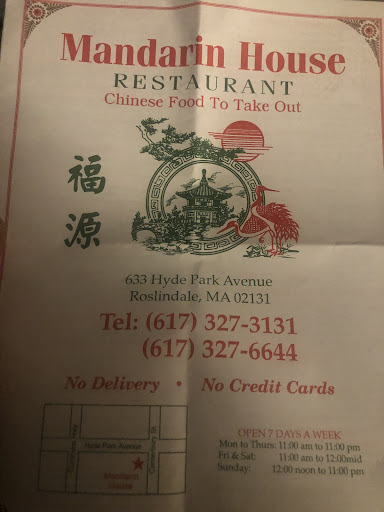 Mandarin House
RESTAURANT
Chinese Food To Take Out
福
源
633 Hyde Park Avenue
Roslindale, MA 02131
Tel: (617) 327-3131
(617) 327-6644
No Delivery • No Credit Cards
Hyde Park Avenue
Mandarin
House
OPEN 7 DAYS A WEEK
Mon to Thurs: 11:00 am to 11:00 pm
Fri & Sat: 11:00 am to 12:00mid
Sunday: 12:00 noon to 11:00 pm